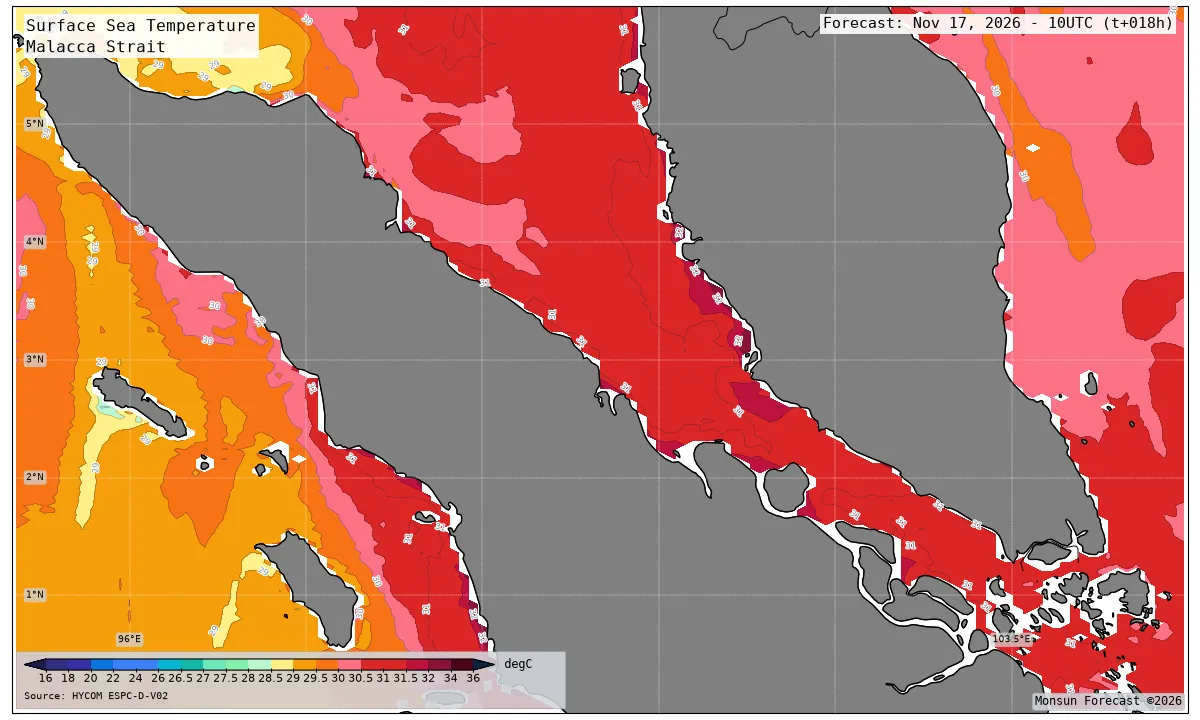 Surface Sea Temperature
Malacca Strait
Forecast: Nov 17, 2026 - 10UTC (t+018h)
5°N
4°N
3°N
2°N
1°N
96°E
103.5°E
degC
16 18 20 22 24 26 26.5 27 27.5 28 28.5 29 29.5 30 30.5 31 31.5 32 34 36
Source: HYCOM ESPC-D-V02
Monsun Forecast ©2026